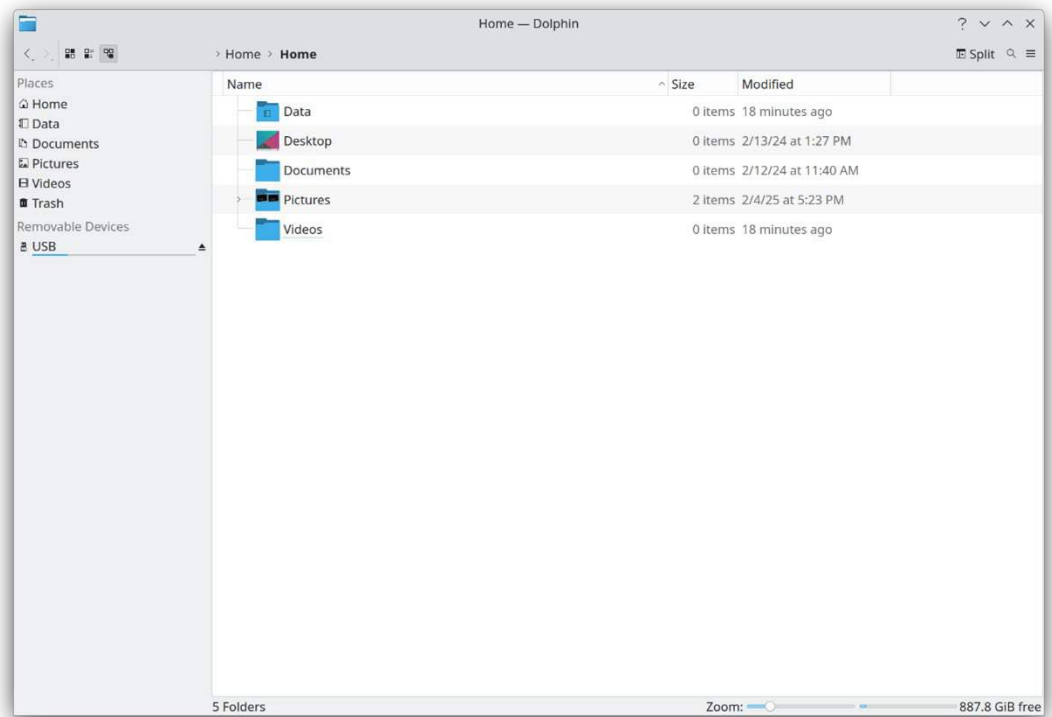 Home — Dolphin
Home > Home
Split
Places
Home
Data
Documents
Pictures
Videos
Trash
Removable Devices
USB
Name Size Modified
Data 0 items 18 minutes ago
Desktop 0 items 2/13/24 at 1:27 PM
Documents 0 items 2/12/24 at 11:40 AM
Pictures 2 items 2/4/25 at 5:23 PM
Videos 0 items 18 minutes ago
5 Folders Zoom: 887.8 GiB free